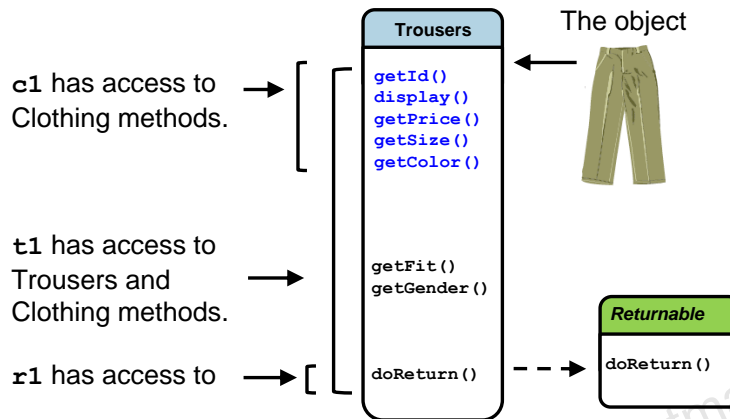 Trousers
The object
c1 has access to
Clothing methods.
getId()
display()
getPrice()
getSize()
getColor()
t1 has access to
Trousers and
Clothing methods.
getFit()
getGender()
r1 has access to
doReturn()
Returnable
doReturn()